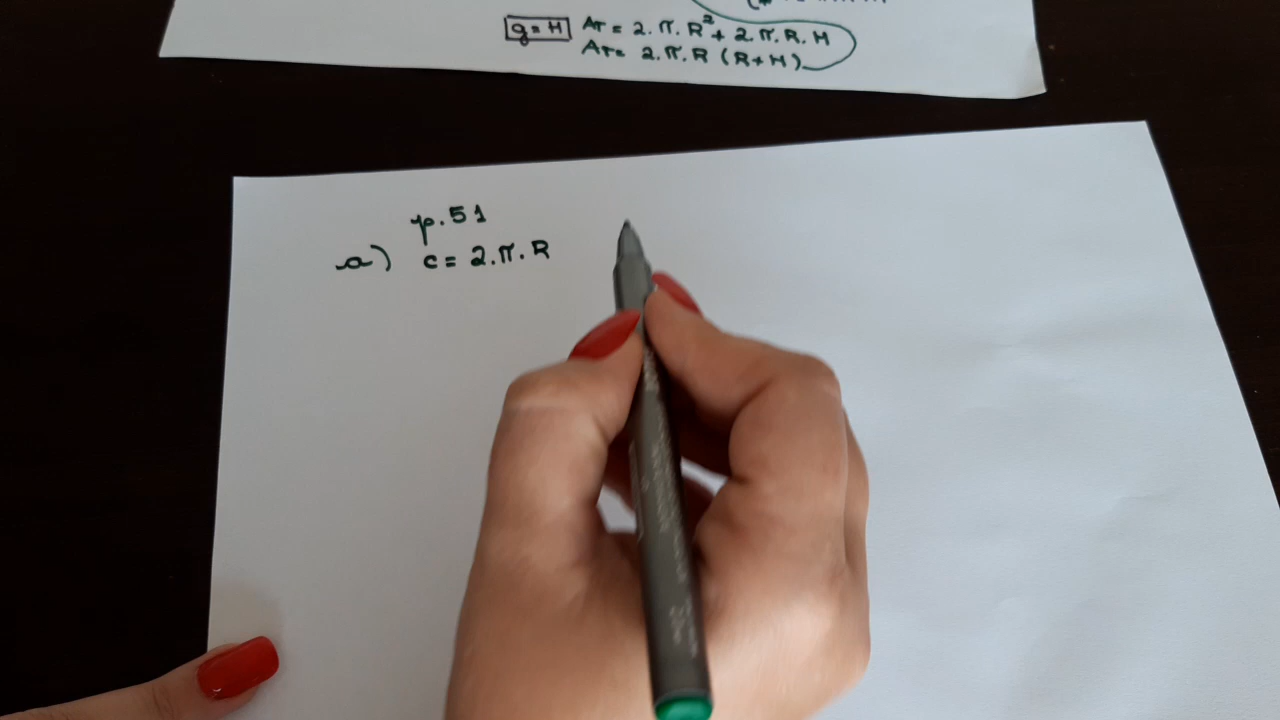 g = H AT = 2.π.R² + 2.π.R.H
AT = 2.π.R (R+H)
p.51
a) c = 2.π.R